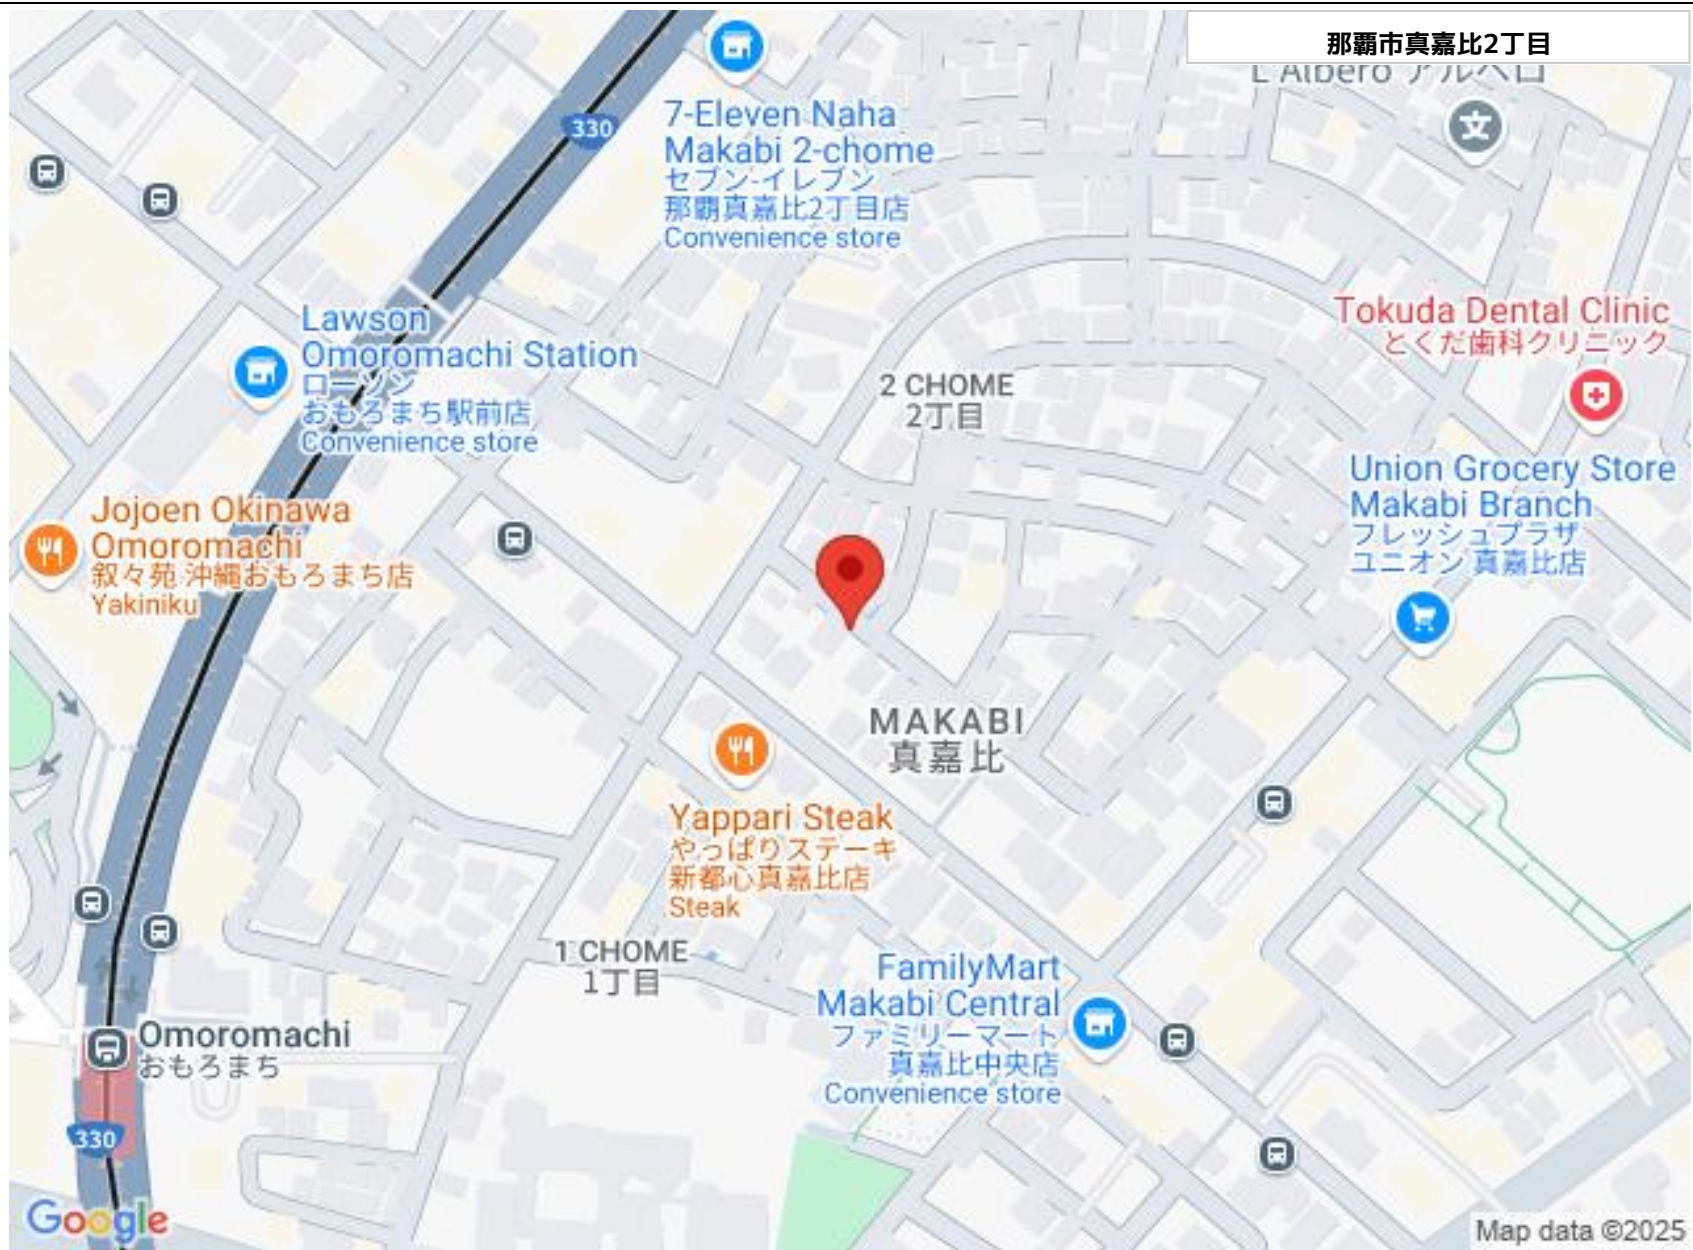 那覇市真嘉比2丁目
L'Albero アルベロ
330
7-Eleven Naha
Makabi 2-chome
セブン-イレブン
那覇真嘉比2丁目店
Convenience store
Tokuda Dental Clinic
とくだ歯科クリニック
Lawson
Omoromachi Station
ローソン
おもろまち駅前店
Convenience store
2 CHOME
2丁目
Union Grocery Store
Makabi Branch
フレッシュプラザ
ユニオン 真嘉比店
Jojoen Okinawa
Omoromachi
叙々苑 沖縄おもろまち店
Yakiniku
MAKABI
真嘉比
Yappari Steak
やっぱりステーキ
新都心真嘉比店
Steak
1 CHOME
1丁目
FamilyMart
Makabi Central
ファミリーマート
真嘉比中央店
Convenience store
Omoromachi
おもろまち
330
Google
Map data ©2025
文